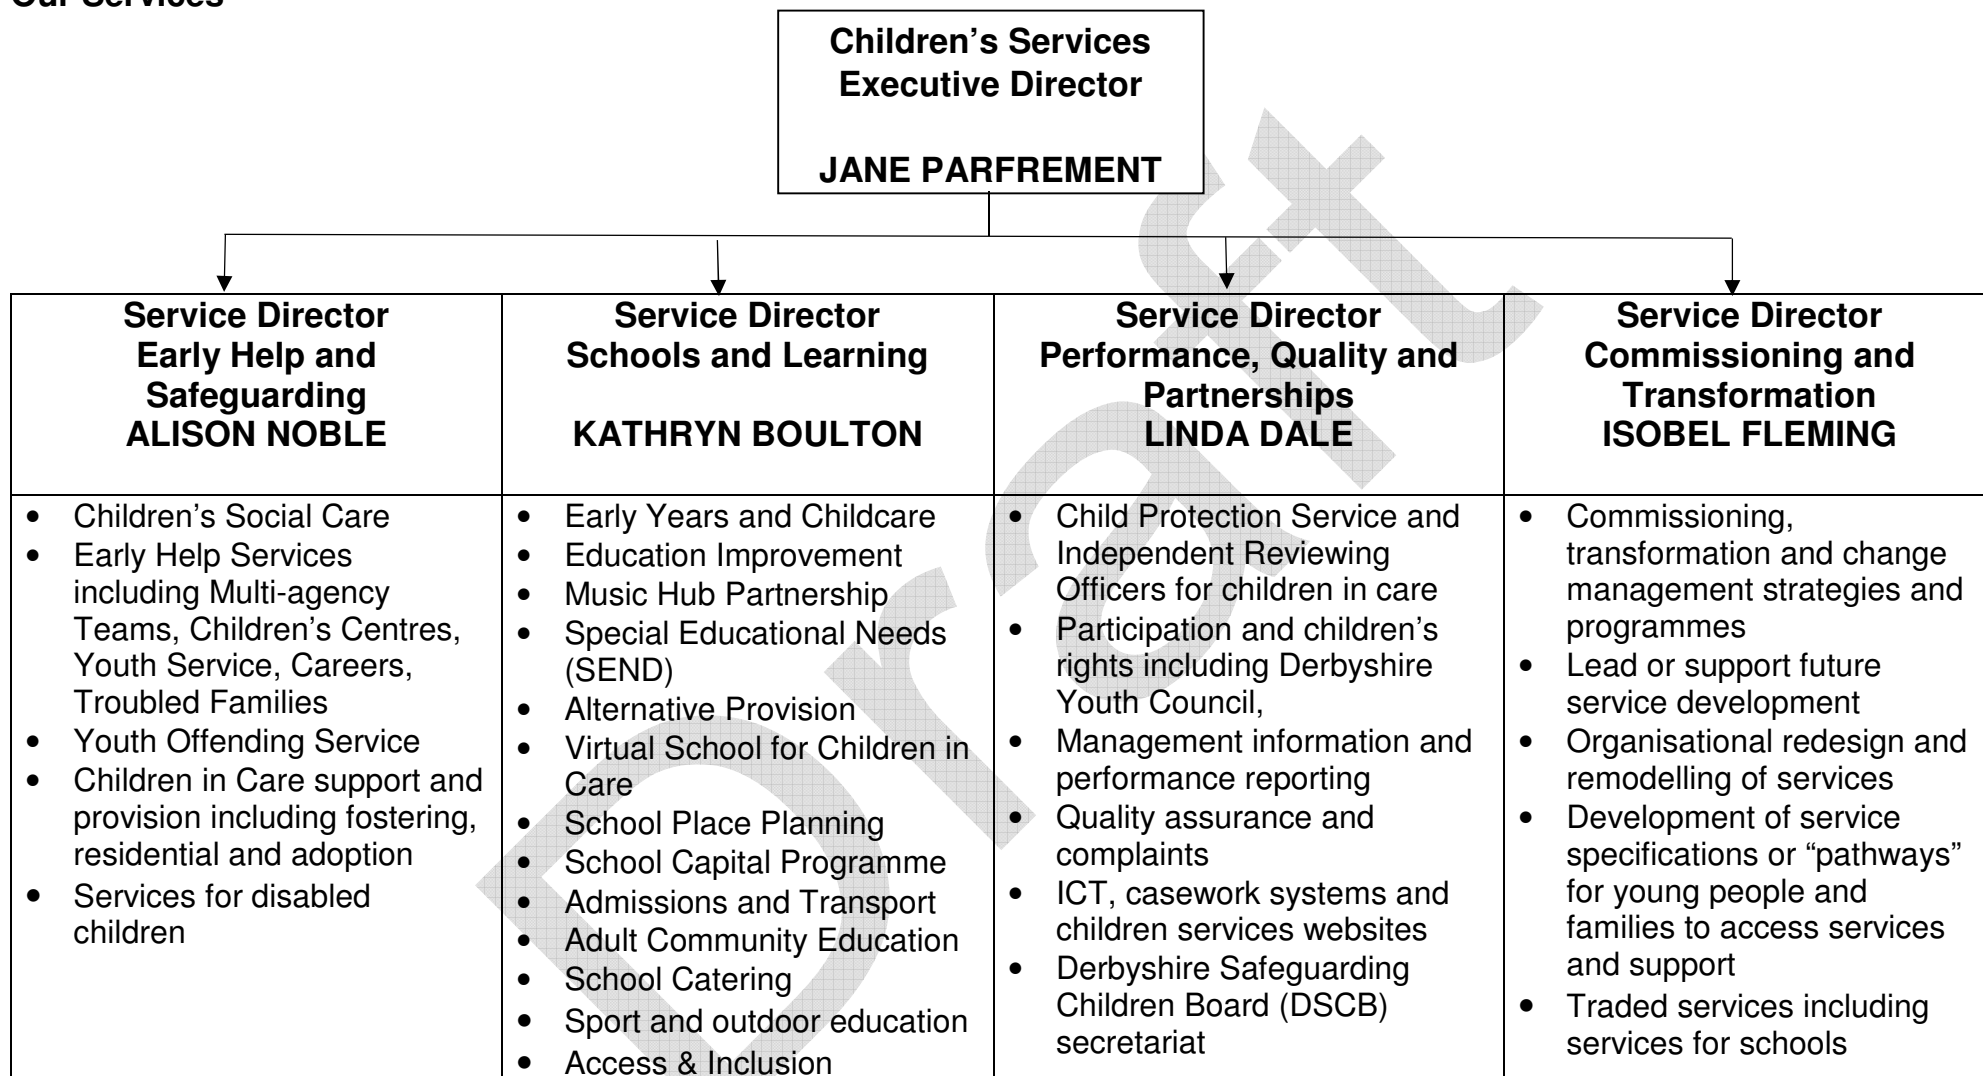 Our Services
Children's Services
Executive Director
JANE PARFREMENT
Service Director
Early Help and
Safeguarding
ALISON NOBLE
Service Director
Schools and Learning
KATHRYN BOULTON
Service Director
Performance, Quality and
Partnerships
LINDA DALE
Service Director
Commissioning and
Transformation
ISOBEL FLEMING
• Children's Social Care
• Early Help Services
including Multi-agency
Teams, Children's Centres,
Youth Service, Careers,
Troubled Families
• Youth Offending Service
• Children in Care support and
provision including fostering,
residential and adoption
• Services for disabled
children
• Early Years and Childcare
• Education Improvement
• Music Hub Partnership
• Special Educational Needs
(SEND)
• Alternative Provision
• Virtual School for Children in
Care
• School Place Planning
• School Capital Programme
• Admissions and Transport
• Adult Community Education
• School Catering
• Sport and outdoor education
• Access & Inclusion
• Child Protection Service and
Independent Reviewing
Officers for children in care
• Participation and children's
rights including Derbyshire
Youth Council,
• Management information and
performance reporting
• Quality assurance and
complaints
• ICT, casework systems and
children services websites
• Derbyshire Safeguarding
Children Board (DSCB)
secretariat
• Commissioning,
transformation and change
management strategies and
programmes
• Lead or support future
service development
• Organisational redesign and
remodelling of services
• Development of service
specifications or "pathways"
for young people and
families to access services
and support
• Traded services including
services for schools
Draft